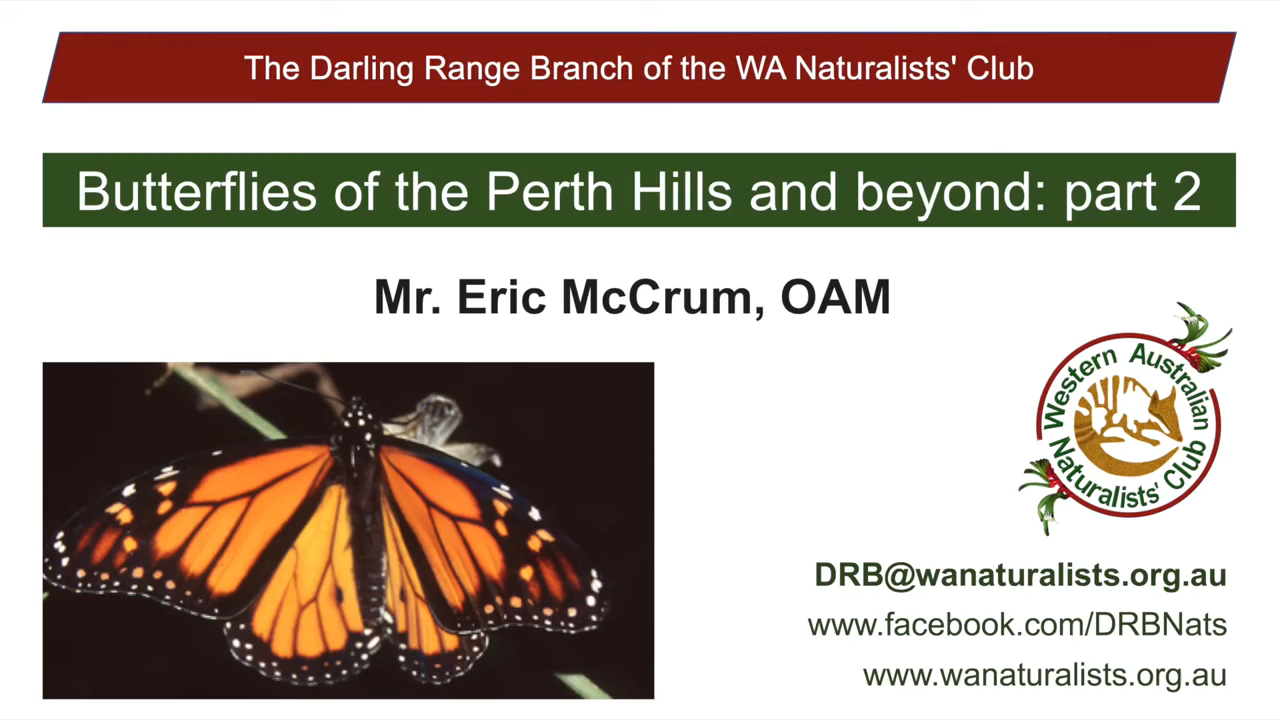 The Darling Range Branch of the WA Naturalists' Club
Butterflies of the Perth Hills and beyond: part 2
Mr. Eric McCrum, OAM
Western Australian
Naturalists' Club
DRB@wanaturalists.org.au
www.facebook.com/DRBNats
www.wanaturalists.org.au